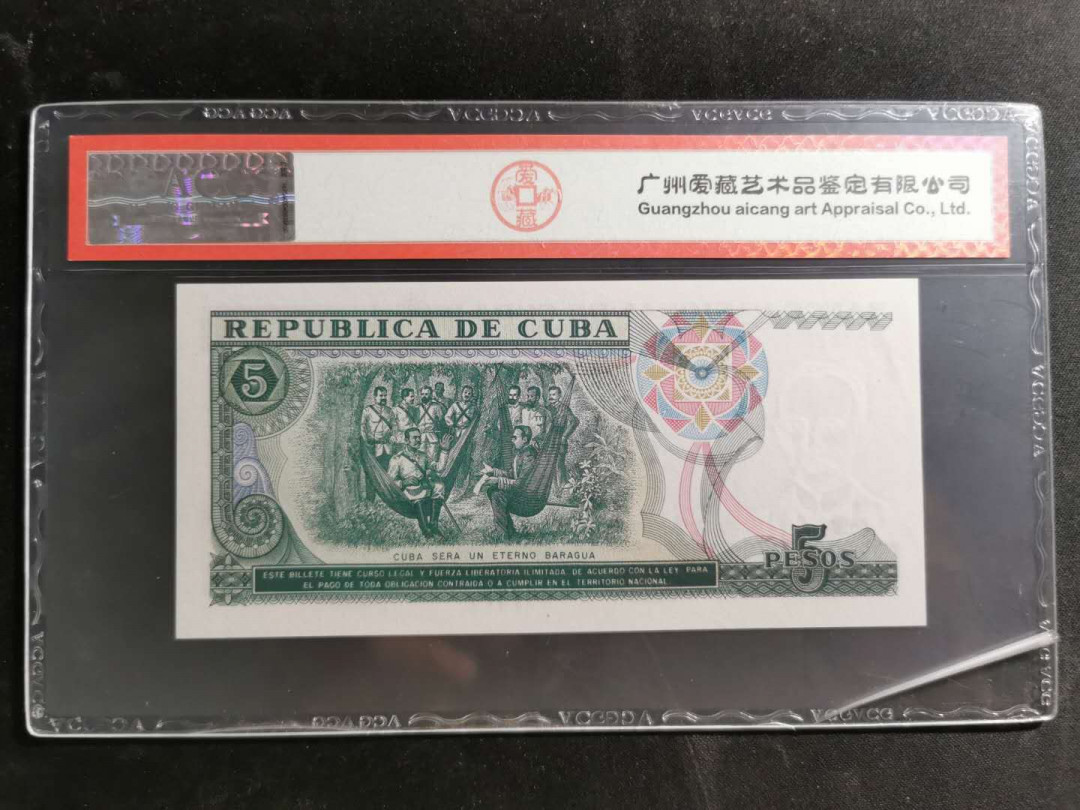 广州爱藏艺术品鉴定有限公司
Guangzhou aicang art Appraisal Co., Ltd.
爱
藏
REPUBLICA DE CUBA
5
CUBA SERA UN ETERNO BARAGUA
5
PESOS
ESTE BILLETE TIENE CURSO LEGAL Y FUERZA LIBERATORIA ILIMITADA, DE ACUERDO CON LA LEY, PARA
EL PAGO DE TODA OBLIGACION CONTRAIDA O A CUMPLIR EN EL TERRITORIO NACIONAL